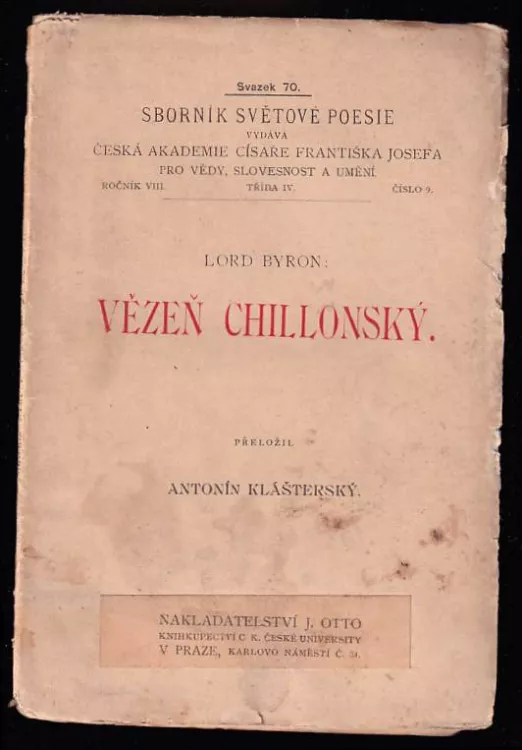 Svazek 70.
SBORNÍK SVĚTOVÉ POESIE
VYDÁVÁ
ČESKÁ AKADEMIE CÍSAŘE FRANTIŠKA JOSEFA
PRO VĚDY, SLOVESNOST A UMĚNÍ
ROČNÍK VIII. TŘÍDA IV. ČÍSLO 9.
LORD BYRON:
VĚZEŇ CHILLONSKÝ.
PŘELOŽIL
ANTONÍN KLÁŠTERSKÝ.
NAKLADATELSTVÍ J. OTTO
KNIHKUPECTVÍ C. K. ČESKÉ UNIVERSITY
V PRAZE, KARLOVO NÁMĚSTÍ Č.